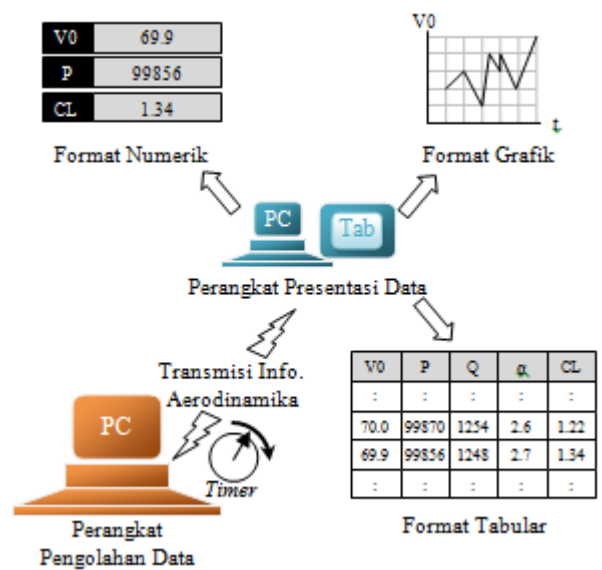 V0 69.9
P 99856
CL 1.34
Format Numerik
V0
t
Format Grafik
PC
Tab
Perangkat Presentasi Data
Transmisi Info.
Aerodinamika
PC
Timer
Perangkat
Pengolahan Data
V0 P Q α CL
: : : : :
70.0 99870 1254 2.6 1.22
69.9 99856 1248 2.7 1.34
: : : : :
Format Tabular